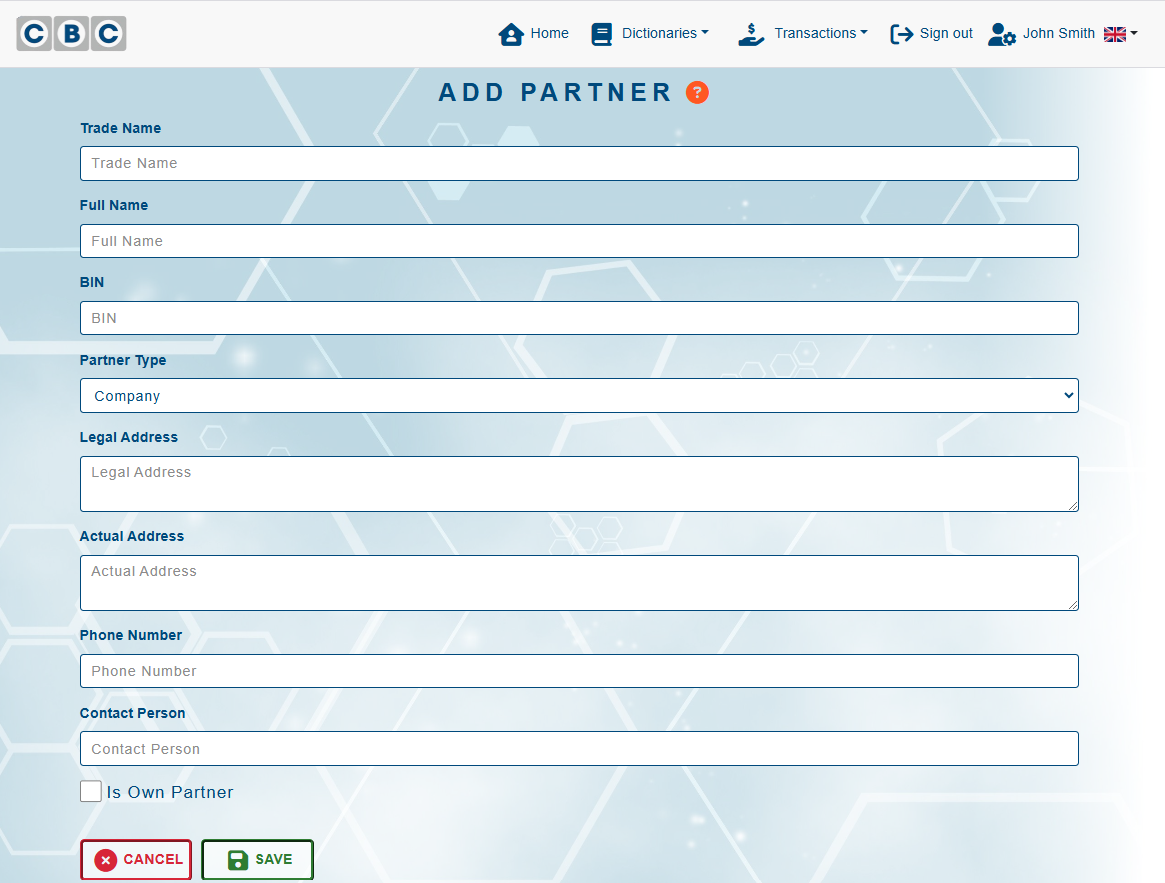 CBC Home Dictionaries Transactions Sign out John Smith
ADD PARTNER ?
Trade Name
Trade Name
Full Name
Full Name
BIN
BIN
Partner Type
Company
Legal Address
Legal Address
Actual Address
Actual Address
Phone Number
Phone Number
Contact Person
Contact Person
Is Own Partner
CANCEL SAVE